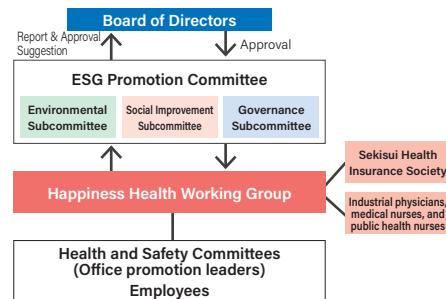 Board of Directors
Report & Approval
Suggestion
Approval
ESG Promotion Committee
Environmental
Subcommittee
Social Improvement
Subcommittee
Governance
Subcommittee
Happiness Health Working Group
Sekisui Health
Insurance Society
Industrial physicians,
medical nurses, and
public health nurses
Health and Safety Committees
(Office promotion leaders)
Employees